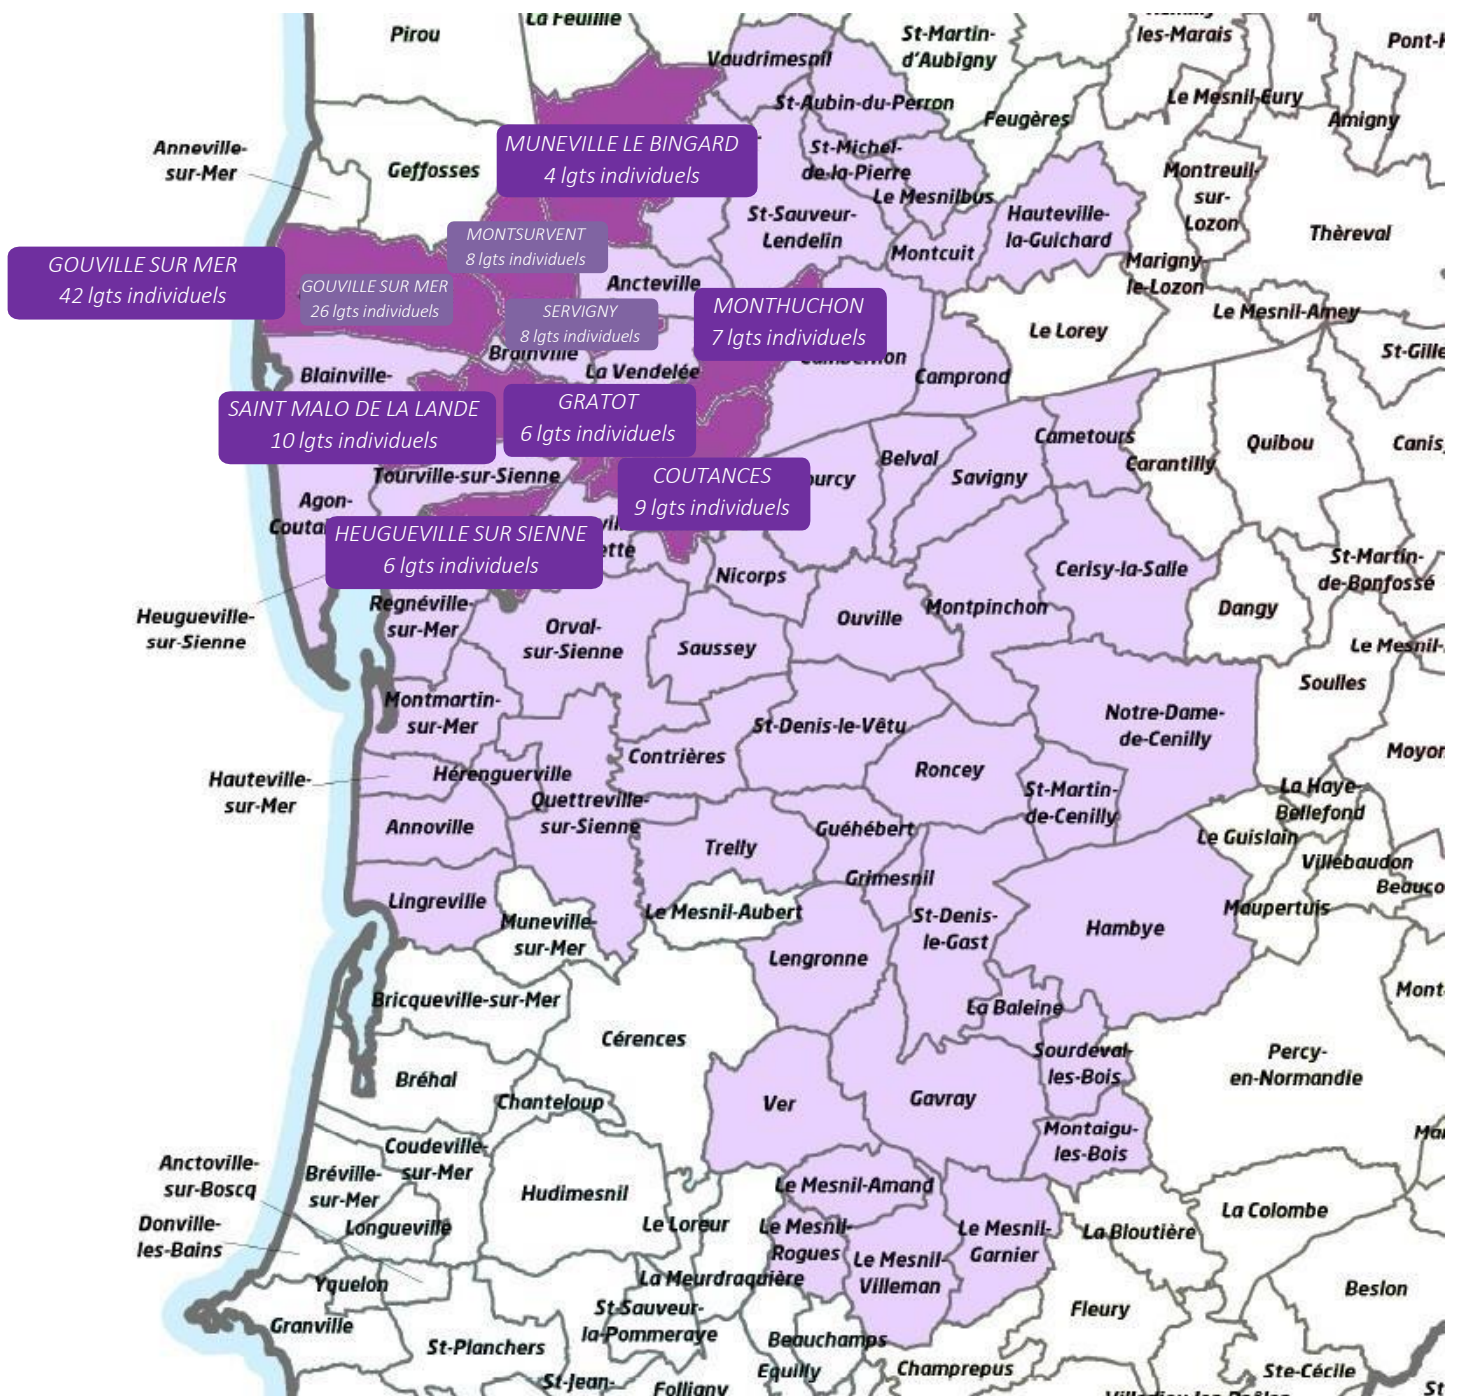 La Feuille
Pirou
St-Martin-
d'Aubigny
les-Marais
Vaudrimesnil
St-Aubin-du-Perron
Feugères
Le Mesnil-Eury
Amigny
Anneville-
sur-Mer
Geffosses
MUNEVILLE LE BINGARD
4 lgts individuels
St-Michel-
de-la-Pierre
Le Mesnilbus
Montreuil-
sur-
Lozon
St-Sauveur-
Lendelin
Hauteville-
la-Guichard
Montcuit
Thèreval
MONTSURVENT
8 lgts individuels
GOUVILLE SUR MER
42 lgts individuels
GOUVILLE SUR MER
26 lgts individuels
Ancteville
Marigny-
le-Lozon
SERVIGNY
8 lgts individuels
MONTHUCHON
7 lgts individuels
Le Lorey
Le Mesnil-Amey
St-Gille
Brainville
La Vendelée
Camprond
Blainville-
SAINT MALO DE LA LANDE
10 lgts individuels
GRATOT
6 lgts individuels
Cametours
Carantilly
Quibou
Canis
Belval
Savigny
Tourville-sur-Sienne
COUTANCES
9 lgts individuels
ourcy
Agon-
Couta
HEUGUEVILLE SUR SIENNE
6 lgts individuels
ette
Nicorps
Cerisy-la-Salle
St-Martin-
de-Bonfossé
Heugueville-
sur-Sienne
Regnéville-
sur-Mer
Orval-
sur-Sienne
Saussey
Ouville
Montpinchon
Dangy
Le Mesnil-
Soulles
Montmartin-
sur-Mer
St-Denis-le-Vêtu
Notre-Dame-
de-Cenilly
Moyon
Contrières
Roncey
Hauteville-
sur-Mer
Hérenguerville
Quettreville-
sur-Sienne
St-Martin-
de-Cenilly
La Haye-
Bellefond
Annoville
Trelly
Guéhébert
Le Guislain
Villebaudon
Beauco
Grimesnil
Lingreville
Muneville-
sur-Mer
Le Mesnil-Aubert
St-Denis-
le-Gast
Hambye
Maupertuis
Lengronne
Bricqueville-sur-Mer
La Baleine
Mont-
Cérences
Sourdeval-
les-Bois
Percy-
en-Normandie
Bréhal
Chanteloup
Ver
Gavray
Montaigu-
les-Bois
Coudeville-
sur-Mer
Anctoville-
sur-Boscq
Bréville-
sur-Mer
Hudimesnil
Le Mesnil-Amand
Longueville
Donville-
les-Bains
Le Loreur
Le Mesnil-
Rogues
Le Mesnil-
Garnier
Le Mesnil-
Villeman
La Bloutière
La Colombe
Yquelon
La Meurdraquière
Beslon
Granville
St-Planchers
St-Sauveur-
la-Pommeraye
Fleury
Beauchamps
Equilly
Champrepus
Ste-Cécile
St-Jean-
Folligny